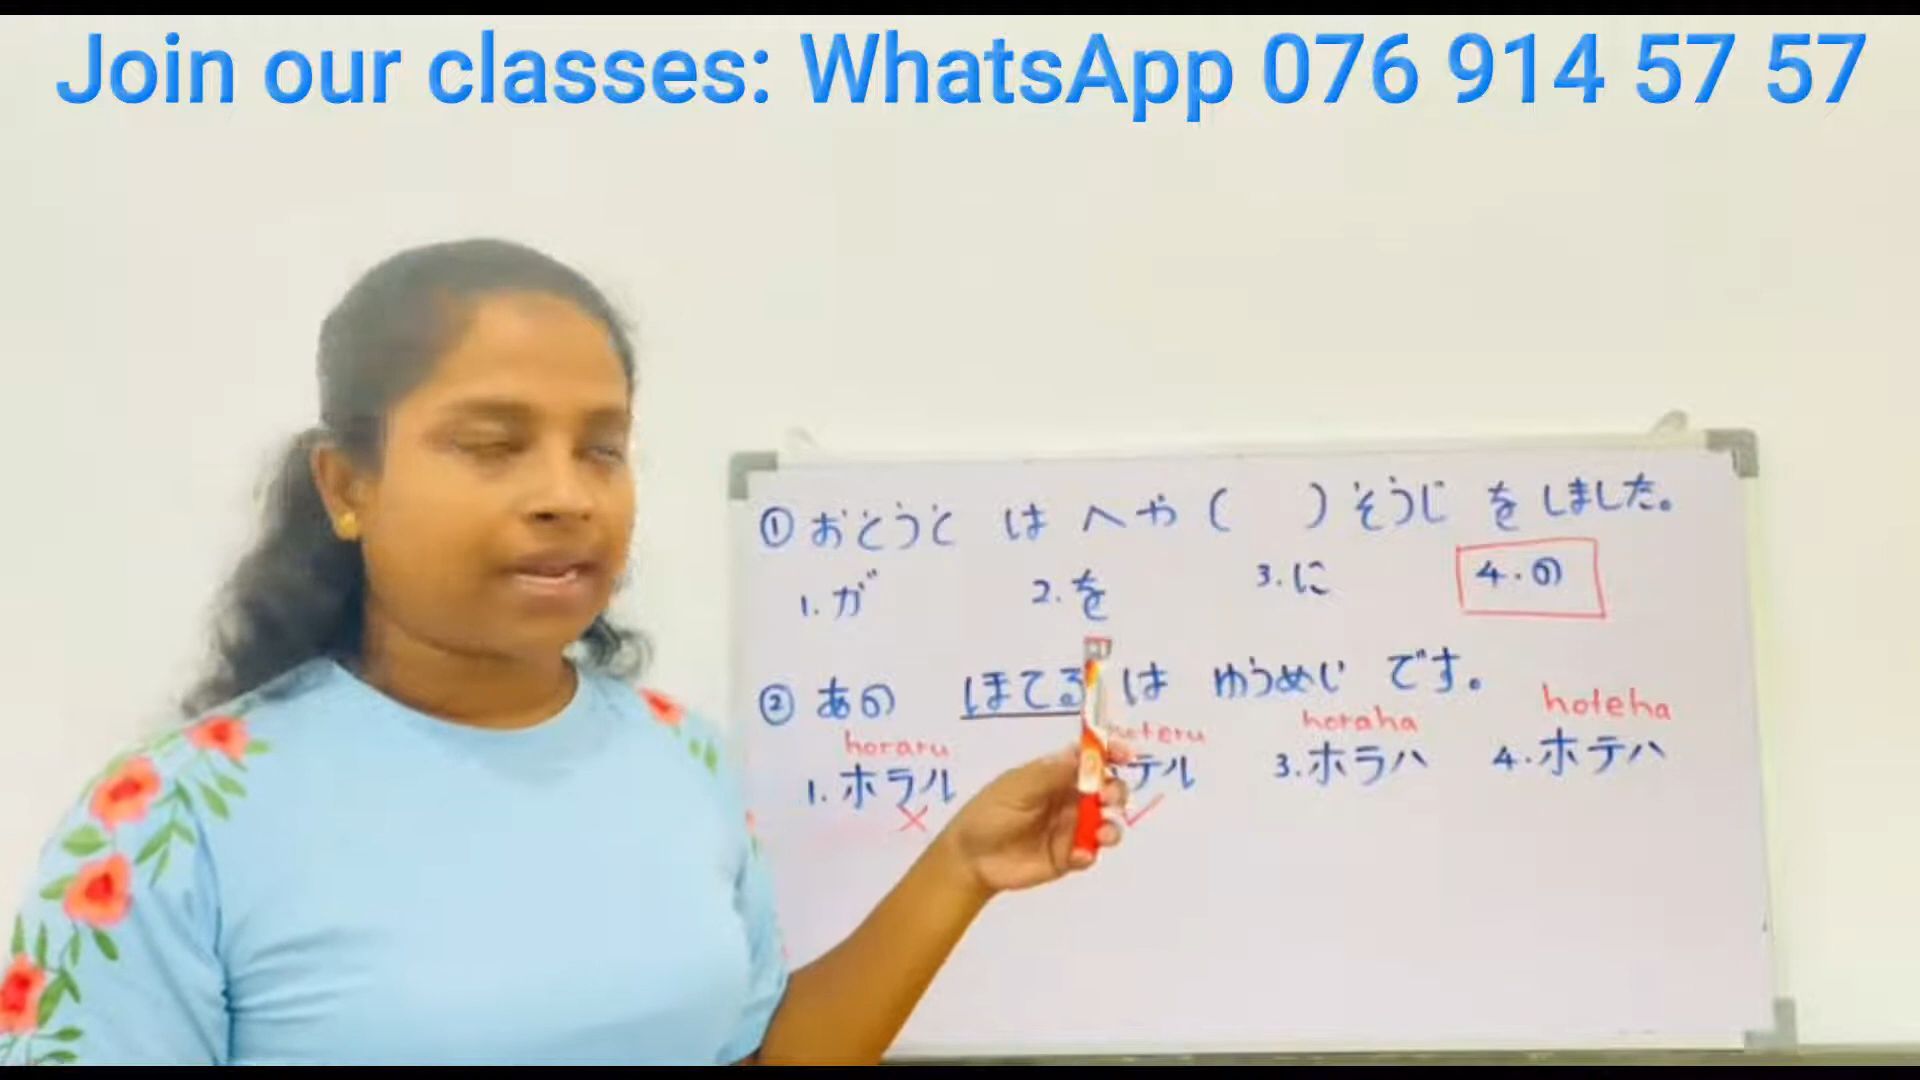 Join our classes: WhatsApp 076 914 57 57
① おとうと は へや ( ) そうじ を しました。
1. が 2. を 3. に 4. の
② あの ほてる は ゆうめい です。
horaru hoteru horaha hoteha
1. ホラル テル 3. ホラハ 4. ホテハ